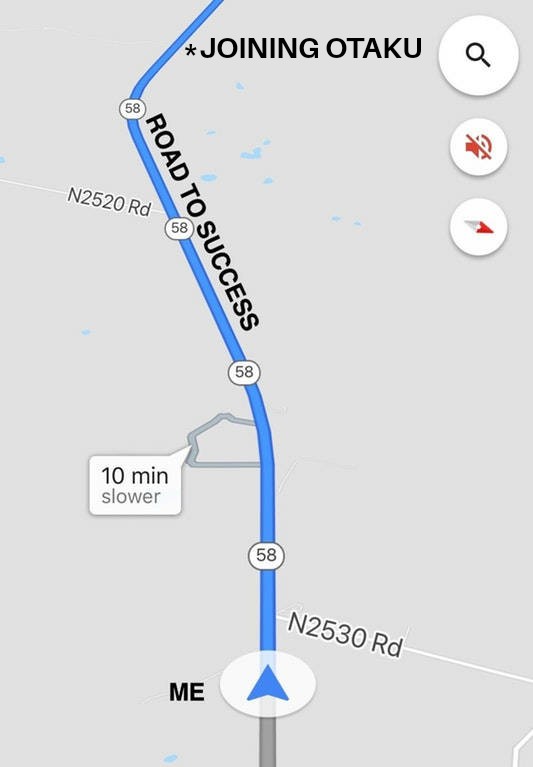 *JOINING OTAKU
58
ROAD TO SUCCESS
N2520 Rd
58
58
10 min
slower
58
N2530 Rd
ME